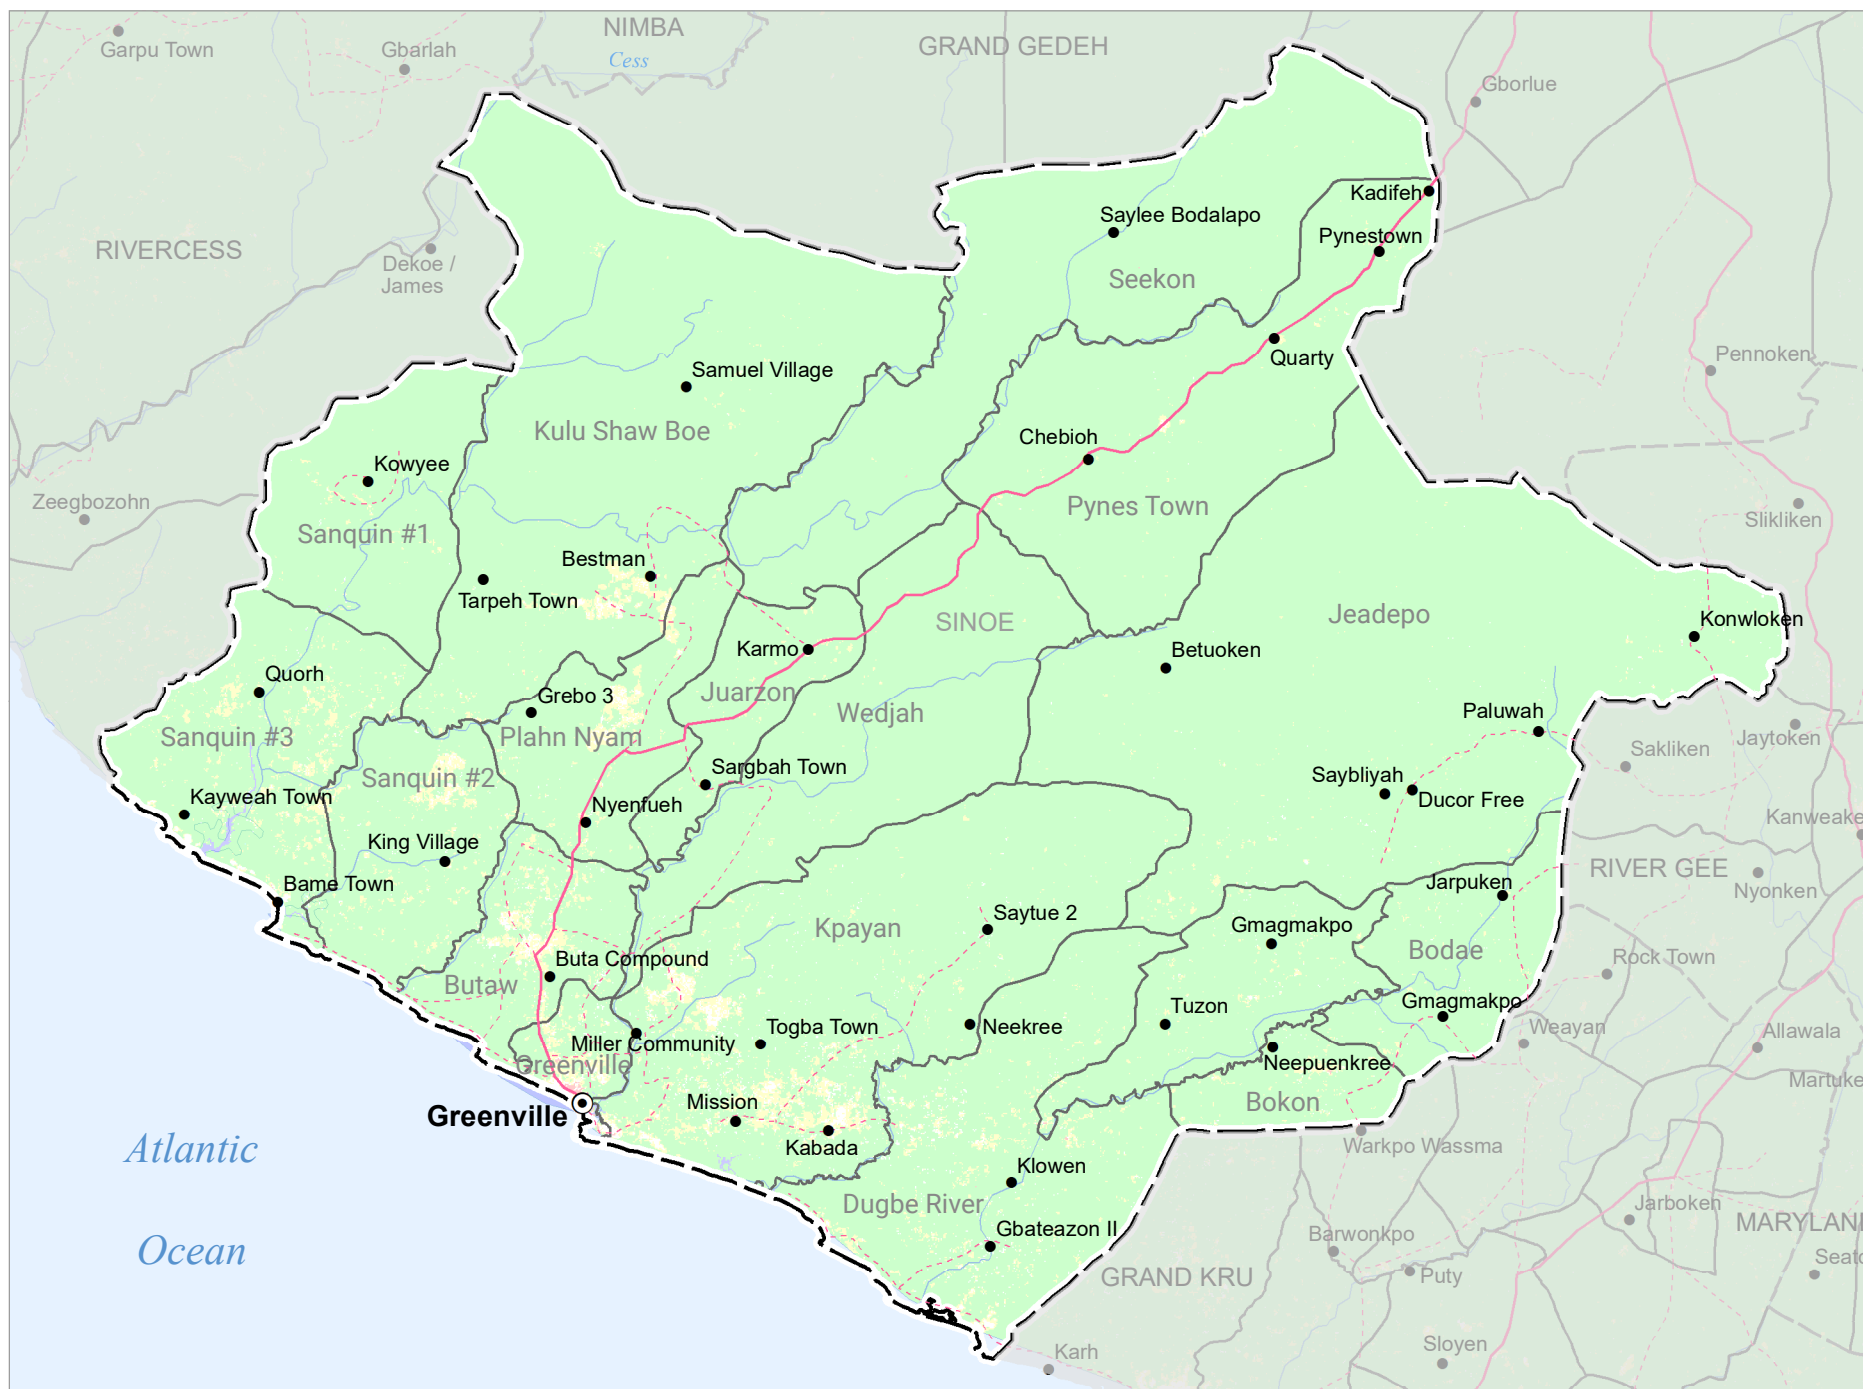 NIMBA
Cess
GRAND GEDEH
Garpu Town
Gbarlah
Gborlue
Kadifeh
Saylee Bodalapo
Pynestown
RIVERCESS
Dekoe /
James
Seekon
Quarty
Pennoken
Samuel Village
Kulu Shaw Boe
Chebioh
Kowyee
Zeegbozohn
Pynes Town
Slikliken
Sanquin #1
Bestman
Tarpeh Town
SINOE
Jeadepo
Konwloken
Karmo
Betuoken
Quorh
Grebo 3
Juarzon
Wedjah
Paluwah
Sanquin #3
Plahn Nyam
Sakliken
Jaytoken
Sanquin #2
Sargbah Town
Saybliyah
Ducor Free
Kayweah Town
Nyenfueh
Kanweake
King Village
RIVER GEE
Bame Town
Jarpuken
Nyonken
Saytue 2
Kpayan
Gmagmakpo
Bodae
Rock Town
Buta Compound
Butaw
Gmagmakpo
Tuzon
Togba Town
Neekree
Weayan
Allawala
Miller Community
Greenville
Neepuenkree
Martuke
Mission
Bokon
Greenville
Atlantic
Kabada
Warkpo Wassma
Klowen
Dugbe River
Jarboken
Gbateazon II
MARYLAN
Barwonkpo
Ocean
Seato
GRAND KRU
Puty
Karh
Sloyen